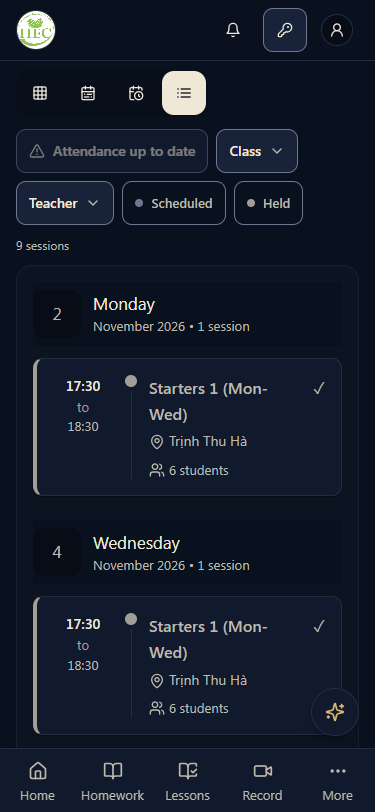 HEC
Attendance up to date
Class
Teacher
Scheduled
Held
9 sessions
2
Monday
November 2026 • 1 session
17:30
to
18:30
Starters 1 (Mon-
Wed)
Trịnh Thu Hà
6 students
4
Wednesday
November 2026 • 1 session
17:30
to
18:30
Starters 1 (Mon-
Wed)
Trịnh Thu Hà
6 students
Home
Homework
Lessons
Record
More